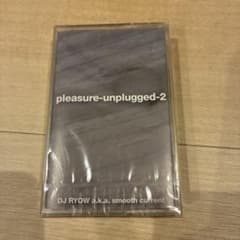 pleasure-unplugged-2
DJ RYOW a.k.a. smooth current